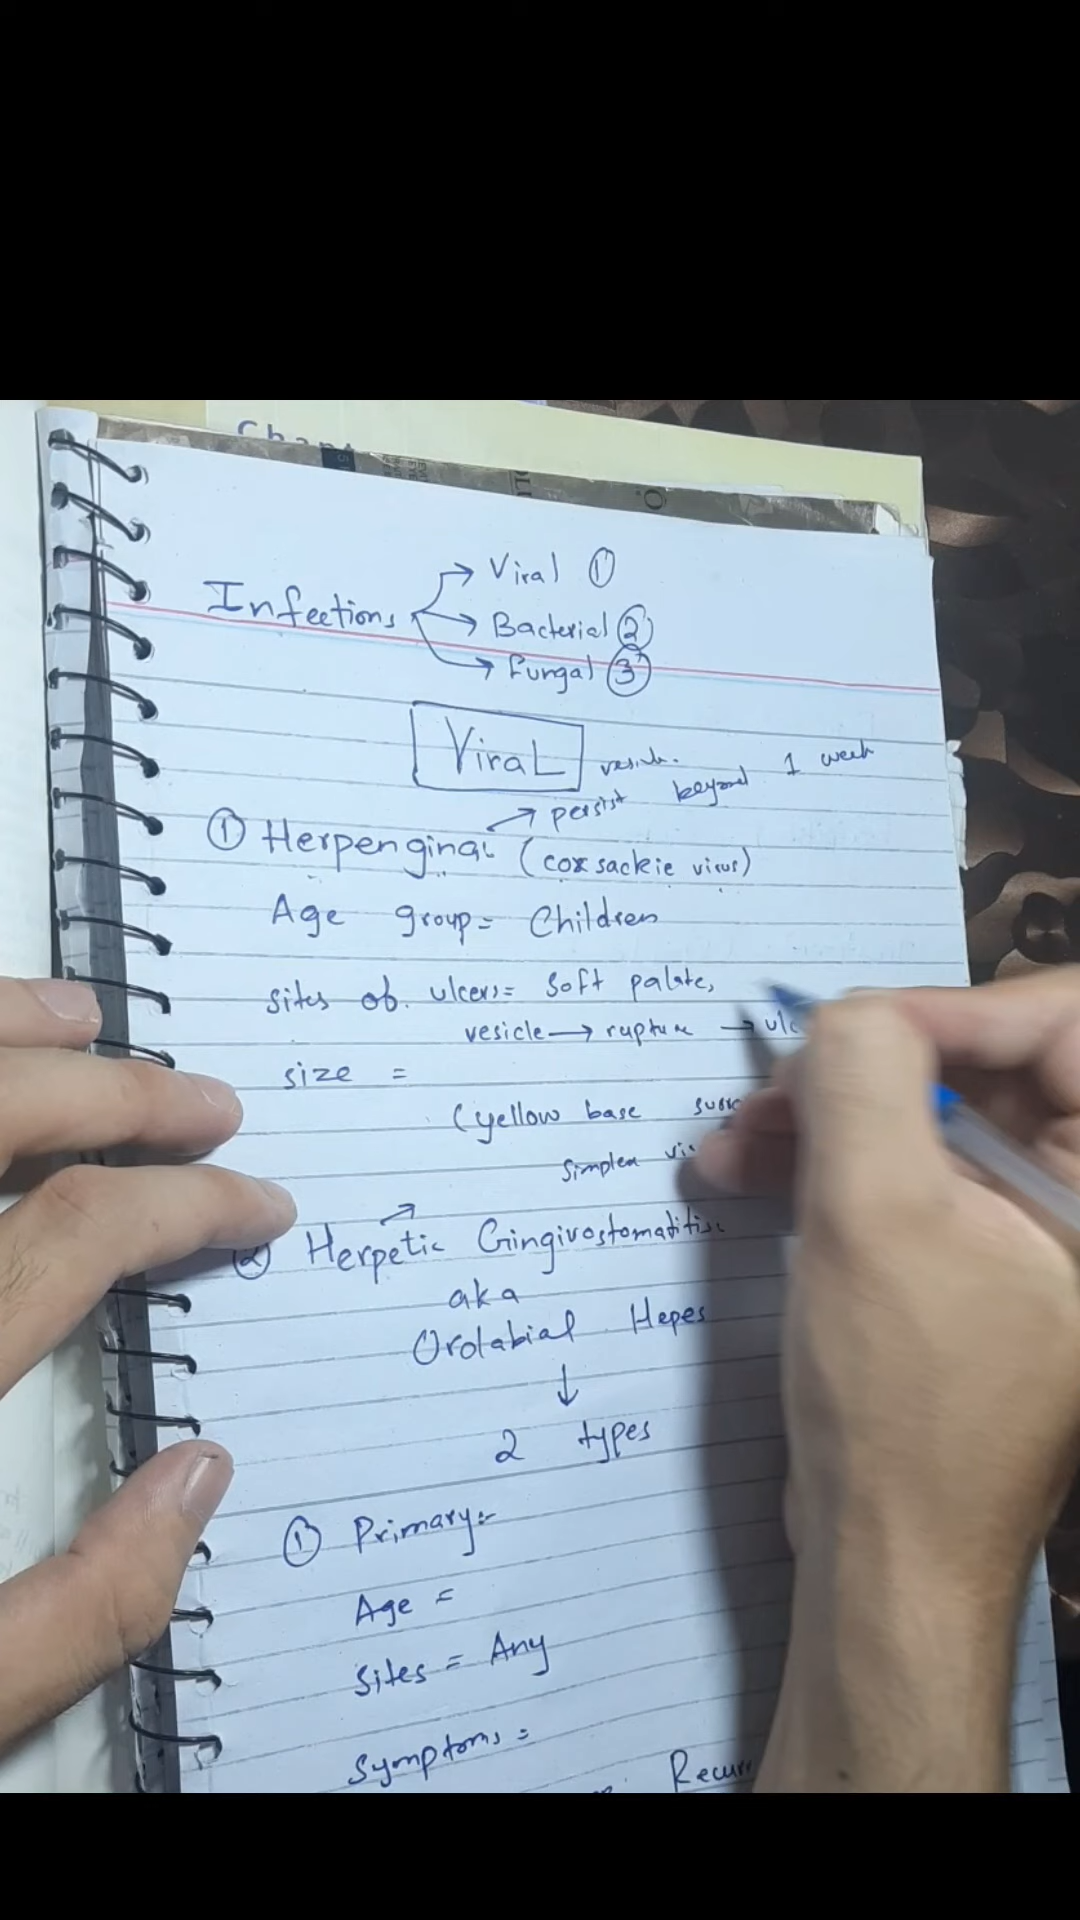 Infections → Viral ①
→ Bacterial ②
→ Fungal ③
Viral
→ persist beyond 1 week
① Herpenginai (coxsackie virus)
Age group = Children
Sites of ulcers = Soft palate,
vesicle → rupture →
size =
(yellow base
Simplex
② Herpetic Gingivostomatitis:
aka
Orolabial Hepes
↓
2 types
① Primary:-
Age =
Sites = Any
Symptoms =